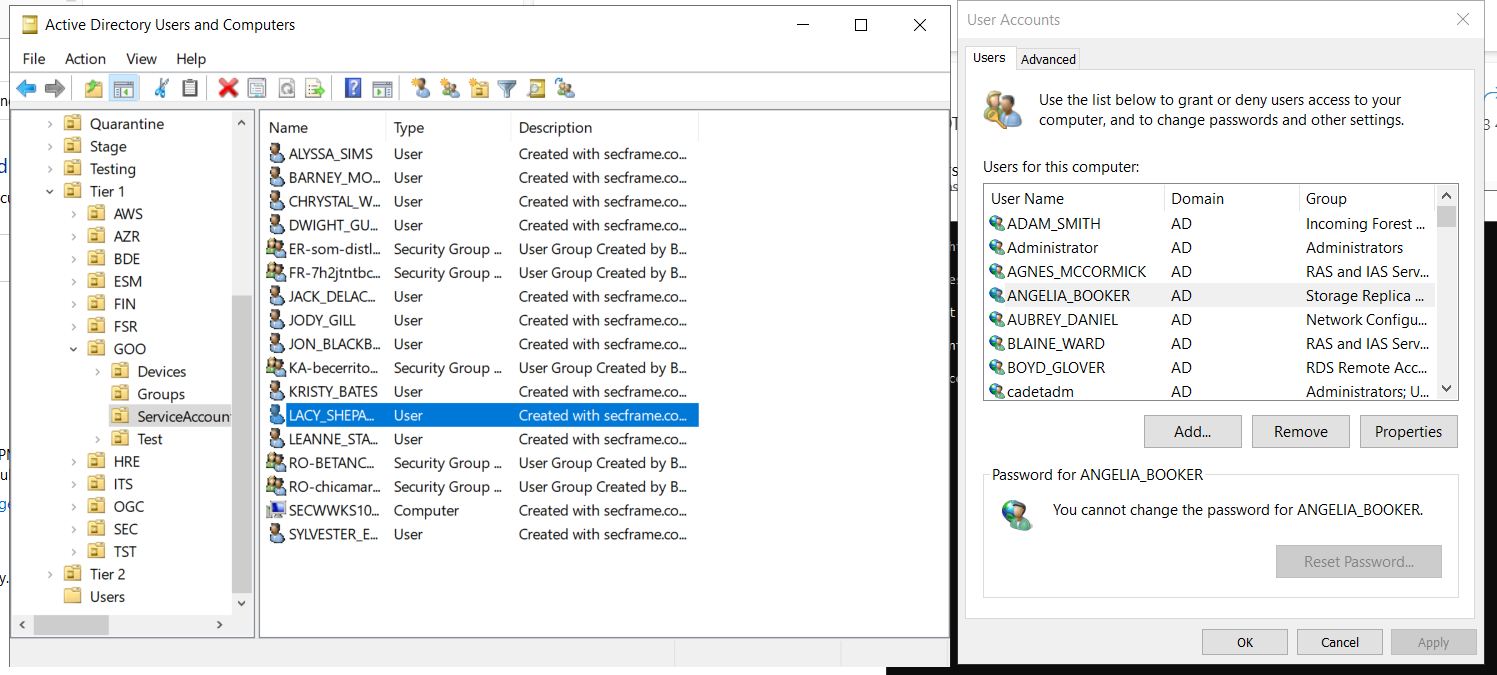 Active Directory Users and Computers
File Action View Help
Quarantine
Stage
Testing
Tier 1
AWS
AZR
BDE
ESM
FIN
FSR
GOO
Devices
Groups
ServiceAccoun
Test
HRE
ITS
OGC
SEC
TST
Tier 2
Users
Name Type Description
ALYSSA_SIMS User Created with secframe.co...
BARNEY_MO... User Created with secframe.co...
CHRYSTAL_W... User Created with secframe.co...
DWIGHT_GU... User Created with secframe.co...
ER-som-distl... Security Group ... User Group Created by B...
FR-7h2jtntbc... Security Group ... User Group Created by B...
JACK_DELAC... User Created with secframe.co...
JODY_GILL User Created with secframe.co...
JON_BLACKB... User Created with secframe.co...
KA-becerrito... Security Group ... User Group Created by B...
KRISTY_BATES User Created with secframe.co...
LACY_SHEPA... User Created with secframe.co...
LEANNE_STA... User Created with secframe.co...
RO-BETANC... Security Group ... User Group Created by B...
RO-chicamar... Security Group ... User Group Created by B...
SECWWKS10... Computer Created with secframe.co...
SYLVESTER_E... User Created with secframe.co...
User Accounts
Users Advanced
Use the list below to grant or deny users access to your
computer, and to change passwords and other settings.
Users for this computer:
User Name Domain Group
ADAM_SMITH AD Incoming Forest ...
Administrator AD Administrators
AGNES_MCCORMICK AD RAS and IAS Serv...
ANGELIA_BOOKER AD Storage Replica ...
AUBREY_DANIEL AD Network Configu...
BLAINE_WARD AD RAS and IAS Serv...
BOYD_GLOVER AD RDS Remote Acc...
cadetadm AD Administrators; U...
Add... Remove Properties
Password for ANGELIA_BOOKER
You cannot change the password for ANGELIA_BOOKER.
Reset Password...
OK Cancel Apply